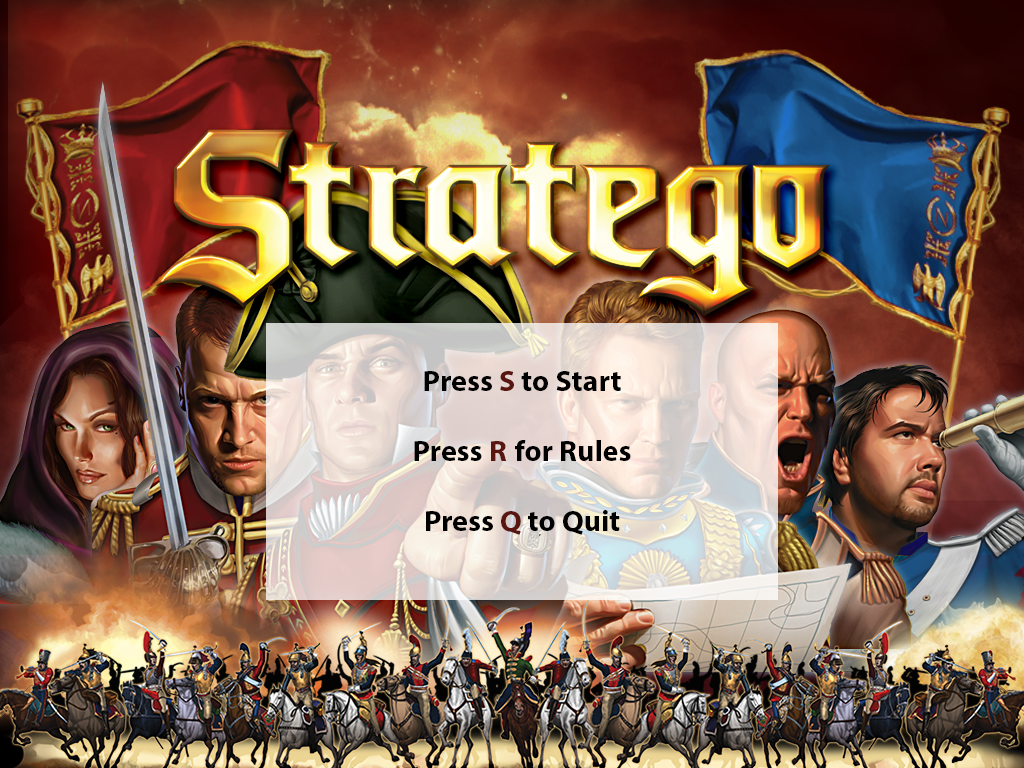 Stratego
Press S to Start
Press R for Rules
Press Q to Quit